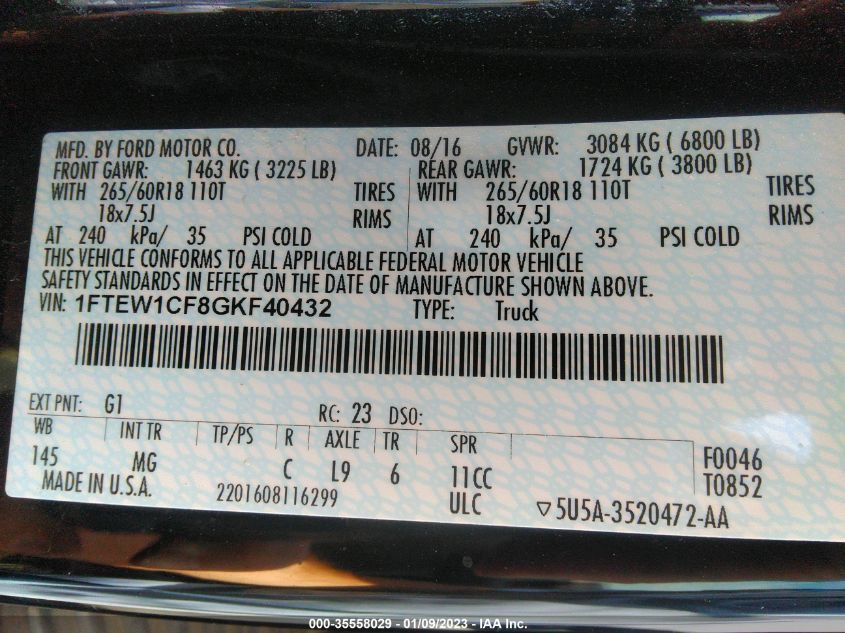 MFD. BY FORD MOTOR CO. DATE: 08/16 GVWR: 3084 KG ( 6800 LB)
FRONT GAWR: 1463 KG ( 3225 LB) REAR GAWR: 1724 KG ( 3800 LB)
WITH 265/60R18 110T TIRES WITH 265/60R18 110T TIRES
18x7.5J RIMS 18x7.5J RIMS
AT 240 kPa/ 35 PSI COLD AT 240 kPa/ 35 PSI COLD
THIS VEHICLE CONFORMS TO ALL APPLICABLE FEDERAL MOTOR VEHICLE
SAFETY STANDARDS IN EFFECT ON THE DATE OF MANUFACTURE SHOWN ABOVE.
VIN: 1FTEW1CF8GKF40432 TYPE: Truck
EXT PNT: G1 RC: 23 DSO:
WB INT TR TP/PS R AXLE TR SPR F0046
145 MG C L9 6 11CC T0852
MADE IN U.S.A. 2201608116299 ULC ▽5U5A-3520472-AA
000-35558029 - 01/09/2023 - IAA Inc.